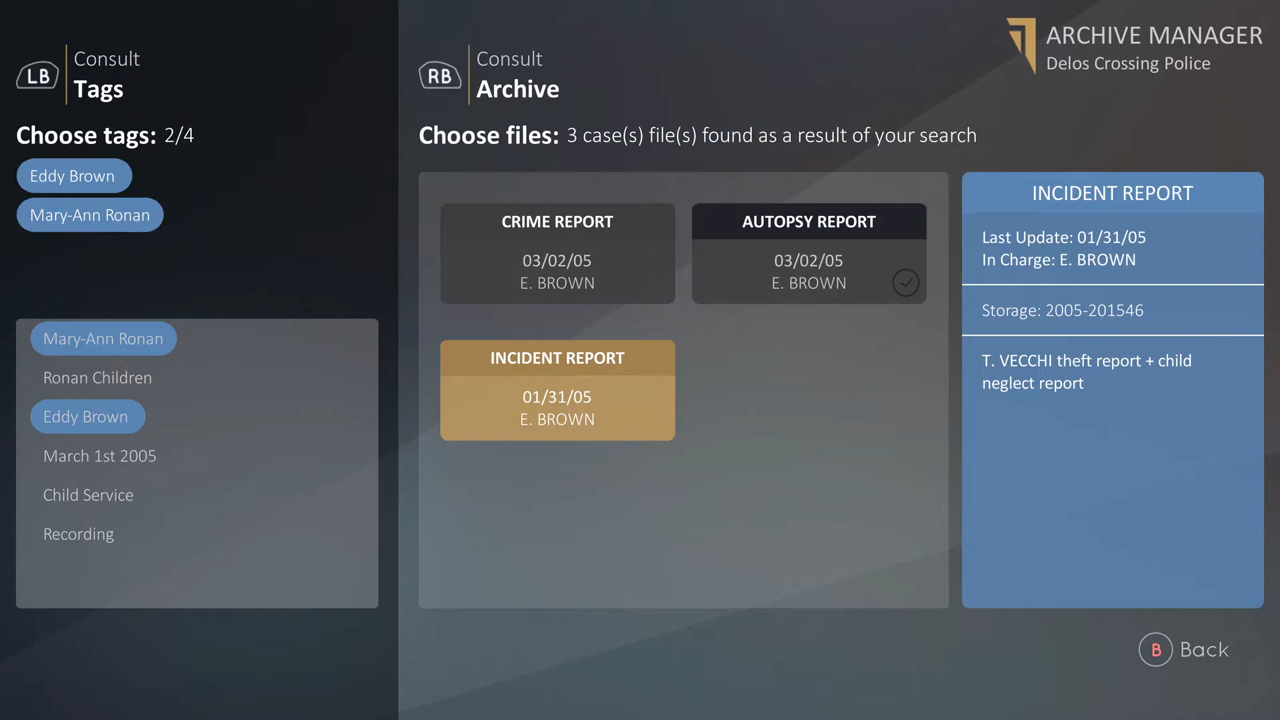 LB
Consult
Tags
Choose tags: 2/4
Eddy Brown
Mary-Ann Ronan
Mary-Ann Ronan
Ronan Children
Eddy Brown
March 1st 2005
Child Service
Recording
RB
Consult
Archive
ARCHIVE MANAGER
Delos Crossing Police
Choose files: 3 case(s) file(s) found as a result of your search
CRIME REPORT
03/02/05
E. BROWN
AUTOPSY REPORT
03/02/05
E. BROWN
INCIDENT REPORT
01/31/05
E. BROWN
INCIDENT REPORT
Last Update: 01/31/05
In Charge: E. BROWN
Storage: 2005-201546
T. VECCHI theft report + child
neglect report
B Back